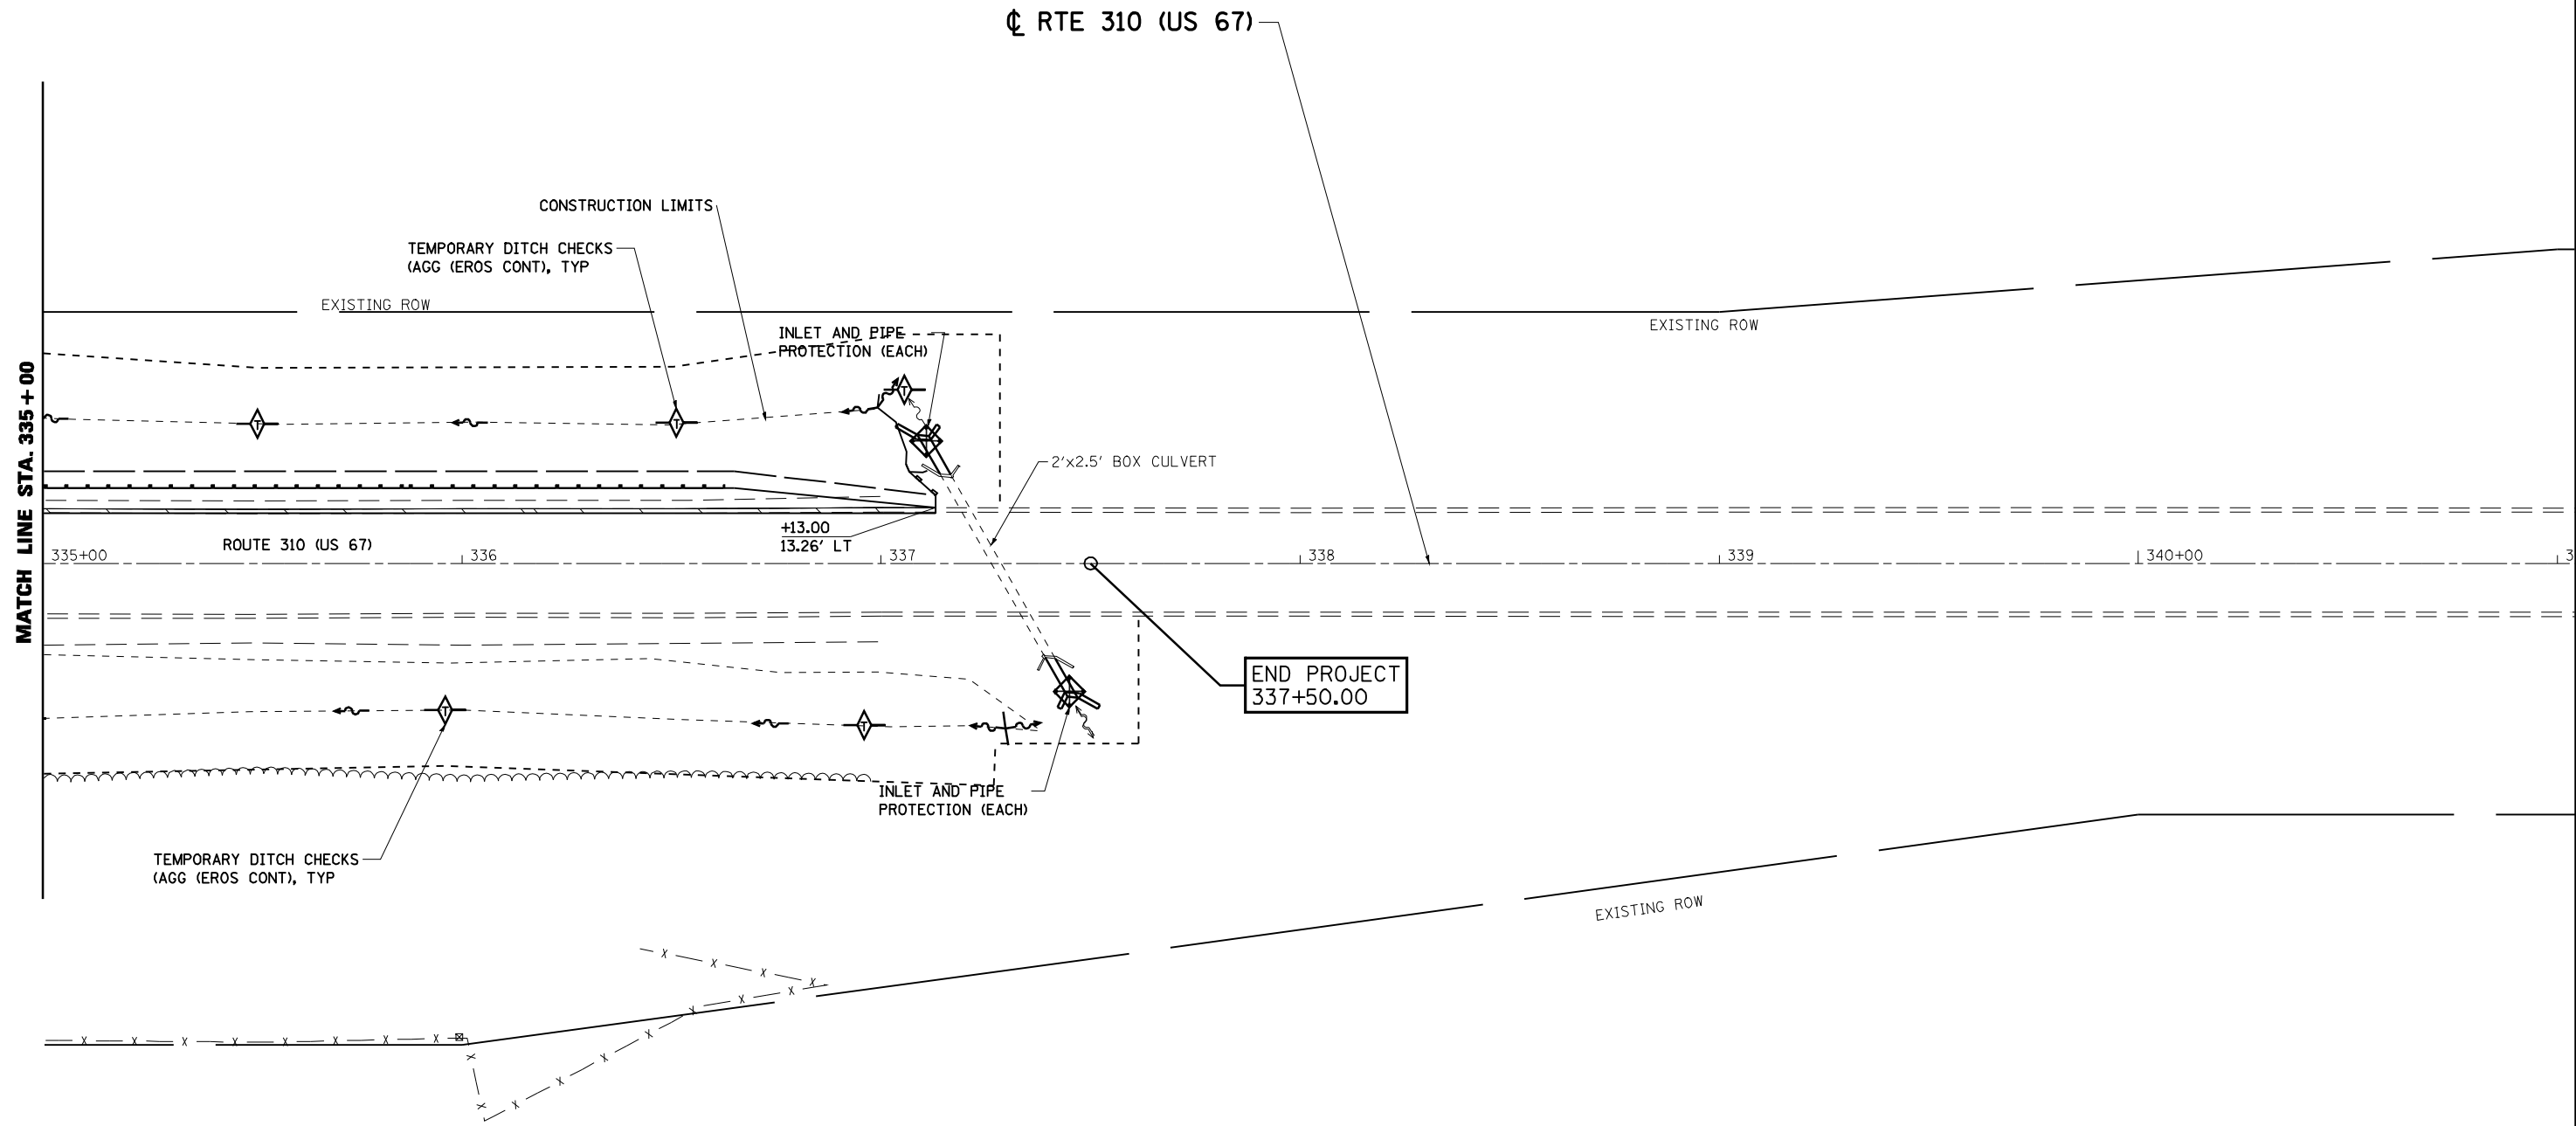 ℄ RTE 310 (US 67)
CONSTRUCTION LIMITS
TEMPORARY DITCH CHECKS
(AGG (EROS CONT), TYP
EXISTING ROW
EXISTING ROW
INLET AND PIPE
PROTECTION (EACH)
MATCH LINE STA. 335+00
T
T
T
2'x2.5' BOX CULVERT
+13.00
13.26' LT
ROUTE 310 (US 67)
335+00
336
337
338
339
340+00
3
END PROJECT
337+50.00
T
T
INLET AND PIPE
PROTECTION (EACH)
TEMPORARY DITCH CHECKS
(AGG (EROS CONT), TYP
EXISTING ROW